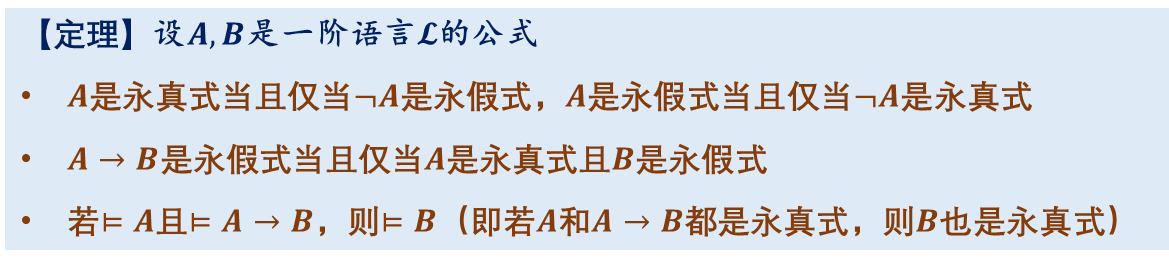 【定理】设A, B是一阶语言ℒ的公式
• A是永真式当且仅当¬A是永假式，A是永假式当且仅当¬A是永真式
• A → B是永假式当且仅当A是永真式且B是永假式
• 若⊨ A且⊨ A → B，则⊨ B（即若A和A → B都是永真式，则B也是永真式）